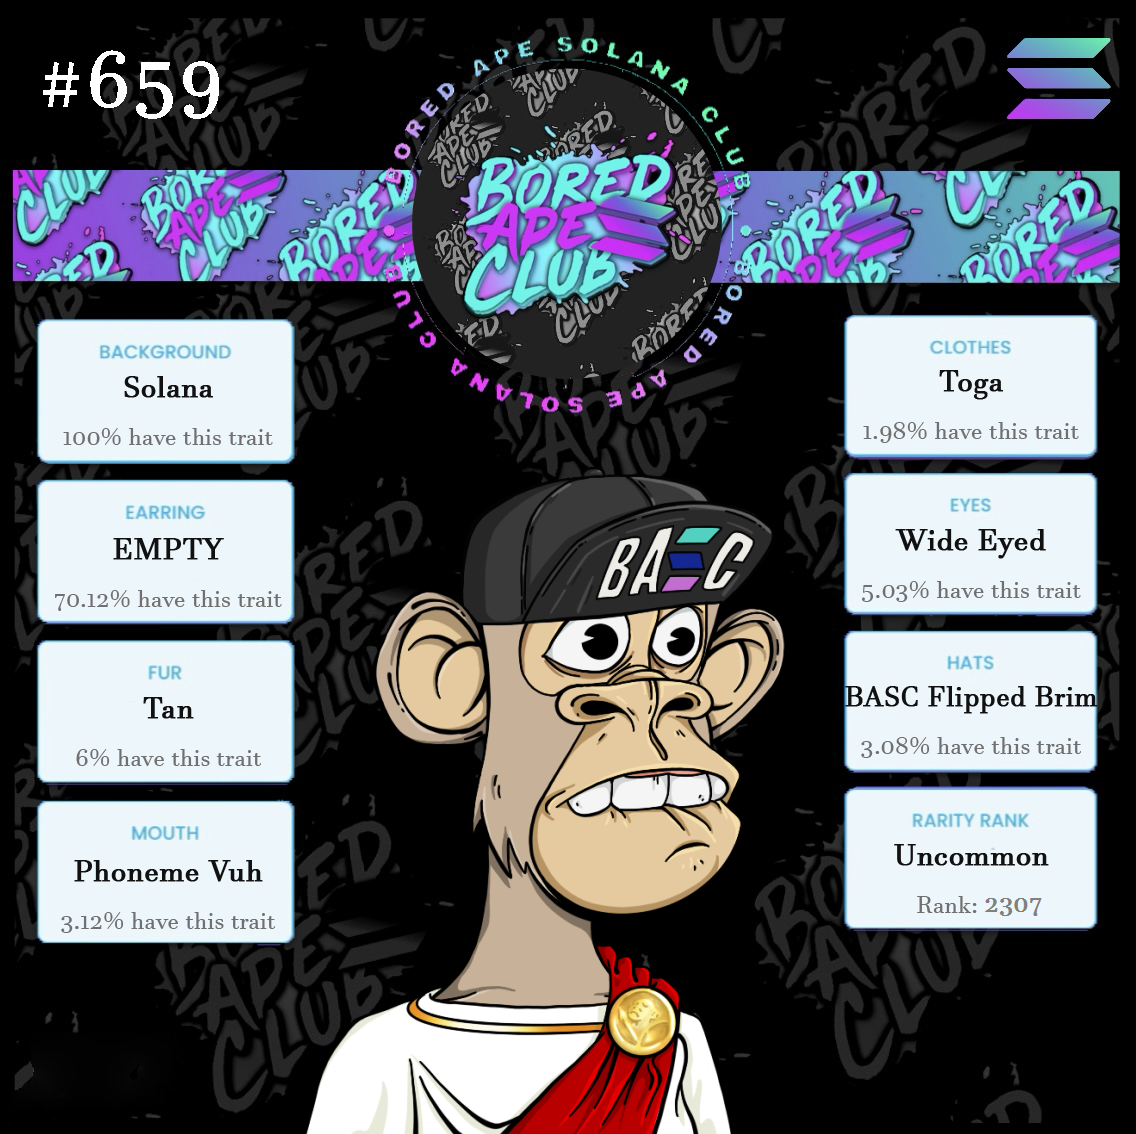 #659
BORED APE SOLANA CLUB
BORED
APE
CLUB
BORED APE SOLANA CLUB
BACKGROUND
Solana
100% have this trait
EARRING
EMPTY
70.12% have this trait
FUR
Tan
6% have this trait
MOUTH
Phoneme Vuh
3.12% have this trait
CLOTHES
Toga
1.98% have this trait
EYES
Wide Eyed
5.03% have this trait
HATS
BASC Flipped Brim
3.08% have this trait
RARITY RANK
Uncommon
Rank: 2307
BASC